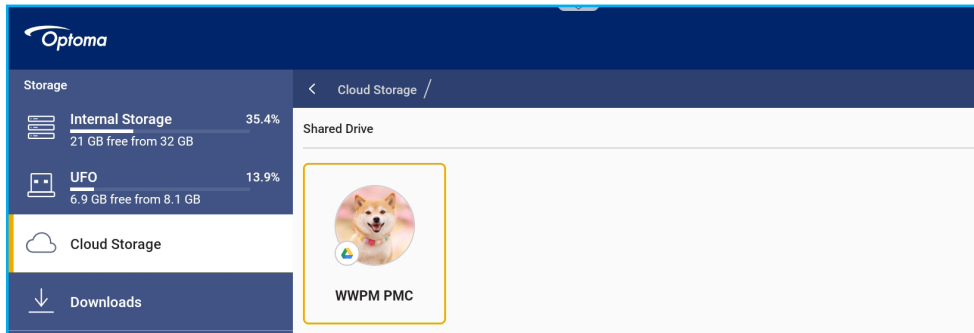 Optoma
Storage
Internal Storage 35.4%
21 GB free from 32 GB
UFO 13.9%
6.9 GB free from 8.1 GB
Cloud Storage
Downloads
Cloud Storage /
Shared Drive
WWPM PMC